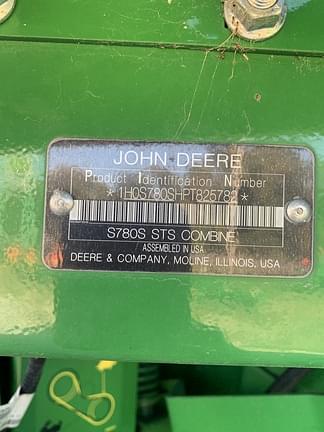 JOHN DEERE
Product Identification Number
*1H0S780SHPT825782*
S780S STS COMBINE
ASSEMBLED IN USA
DEERE & COMPANY, MOLINE, ILLINOIS, USA